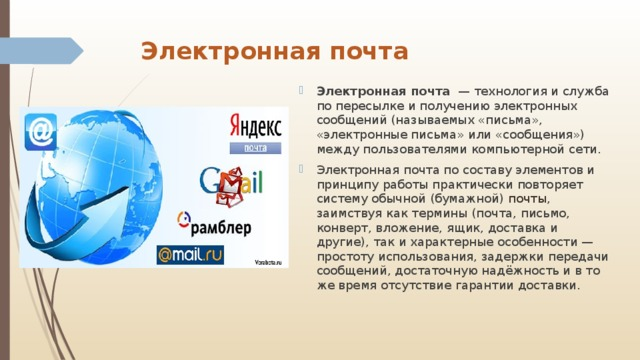 Электронная почта
@
Яндекс
почта
Gmail
рамблер
@mail.ru
Vorabota.ru
Электронная почта — технология и служба
по пересылке и получению электронных
сообщений (называемых «письма»,
«электронные письма» или «сообщения»)
между пользователями компьютерной сети.
Электронная почта по составу элементов и
принципу работы практически повторяет
систему обычной (бумажной) почты,
заимствуя как термины (почта, письмо,
конверт, вложение, ящик, доставка и
другие), так и характерные особенности —
простоту использования, задержки передачи
сообщений, достаточную надёжность и в то
же время отсутствие гарантии доставки.